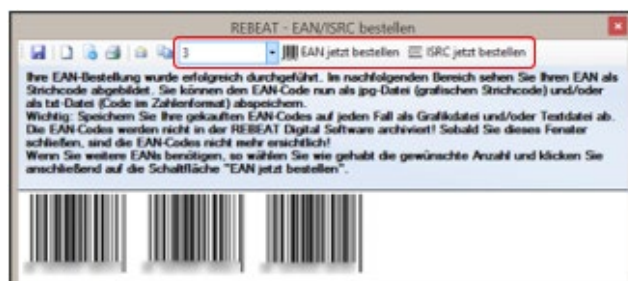 REBEAT - EAN/ISRC bestellen
3 EAN jetzt bestellen ISRC jetzt bestellen
Ihre EAN-Bestellung wurde erfolgreich durchgeführt. Im nachfolgenden Bereich sehen Sie Ihren EAN als
Strichcode abgebildet. Sie können den EAN-Code nun als jpg-Datei (grafischen Strichcode) und/oder
als txt-Datei (Code im Zahlenformat) abspeichern.
Wichtig: Speichern Sie Ihre gekauften EAN-Codes auf jeden Fall als Grafikdatei und/oder Textdatei ab.
Die EAN-Codes werden nicht in der REBEAT Digital Software archiviert! Sobald Sie dieses Fenster
schließen, sind die EAN-Codes nicht mehr ersichtlich!
Wenn Sie weitere EANs benötigen, so wählen Sie wie gehabt die gewünschte Anzahl und klicken Sie
anschließend auf die Schaltfläche "EAN jetzt bestellen".